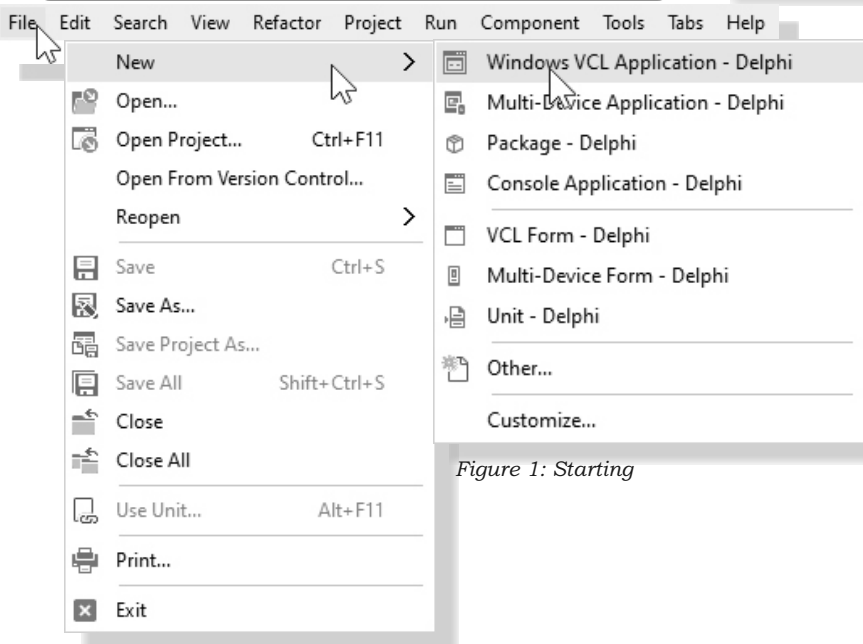 File Edit Search View Refactor Project Run Component Tools Tabs Help
New
Open...
Open Project... Ctrl+F11
Open From Version Control...
Reopen
Save Ctrl+S
Save As...
Save Project As...
Save All Shift+Ctrl+S
Close
Close All
Use Unit... Alt+F11
Print...
Exit
Windows VCL Application - Delphi
Multi-Device Application - Delphi
Package - Delphi
Console Application - Delphi
VCL Form - Delphi
Multi-Device Form - Delphi
Unit - Delphi
Other...
Customize...
Figure 1: Starting